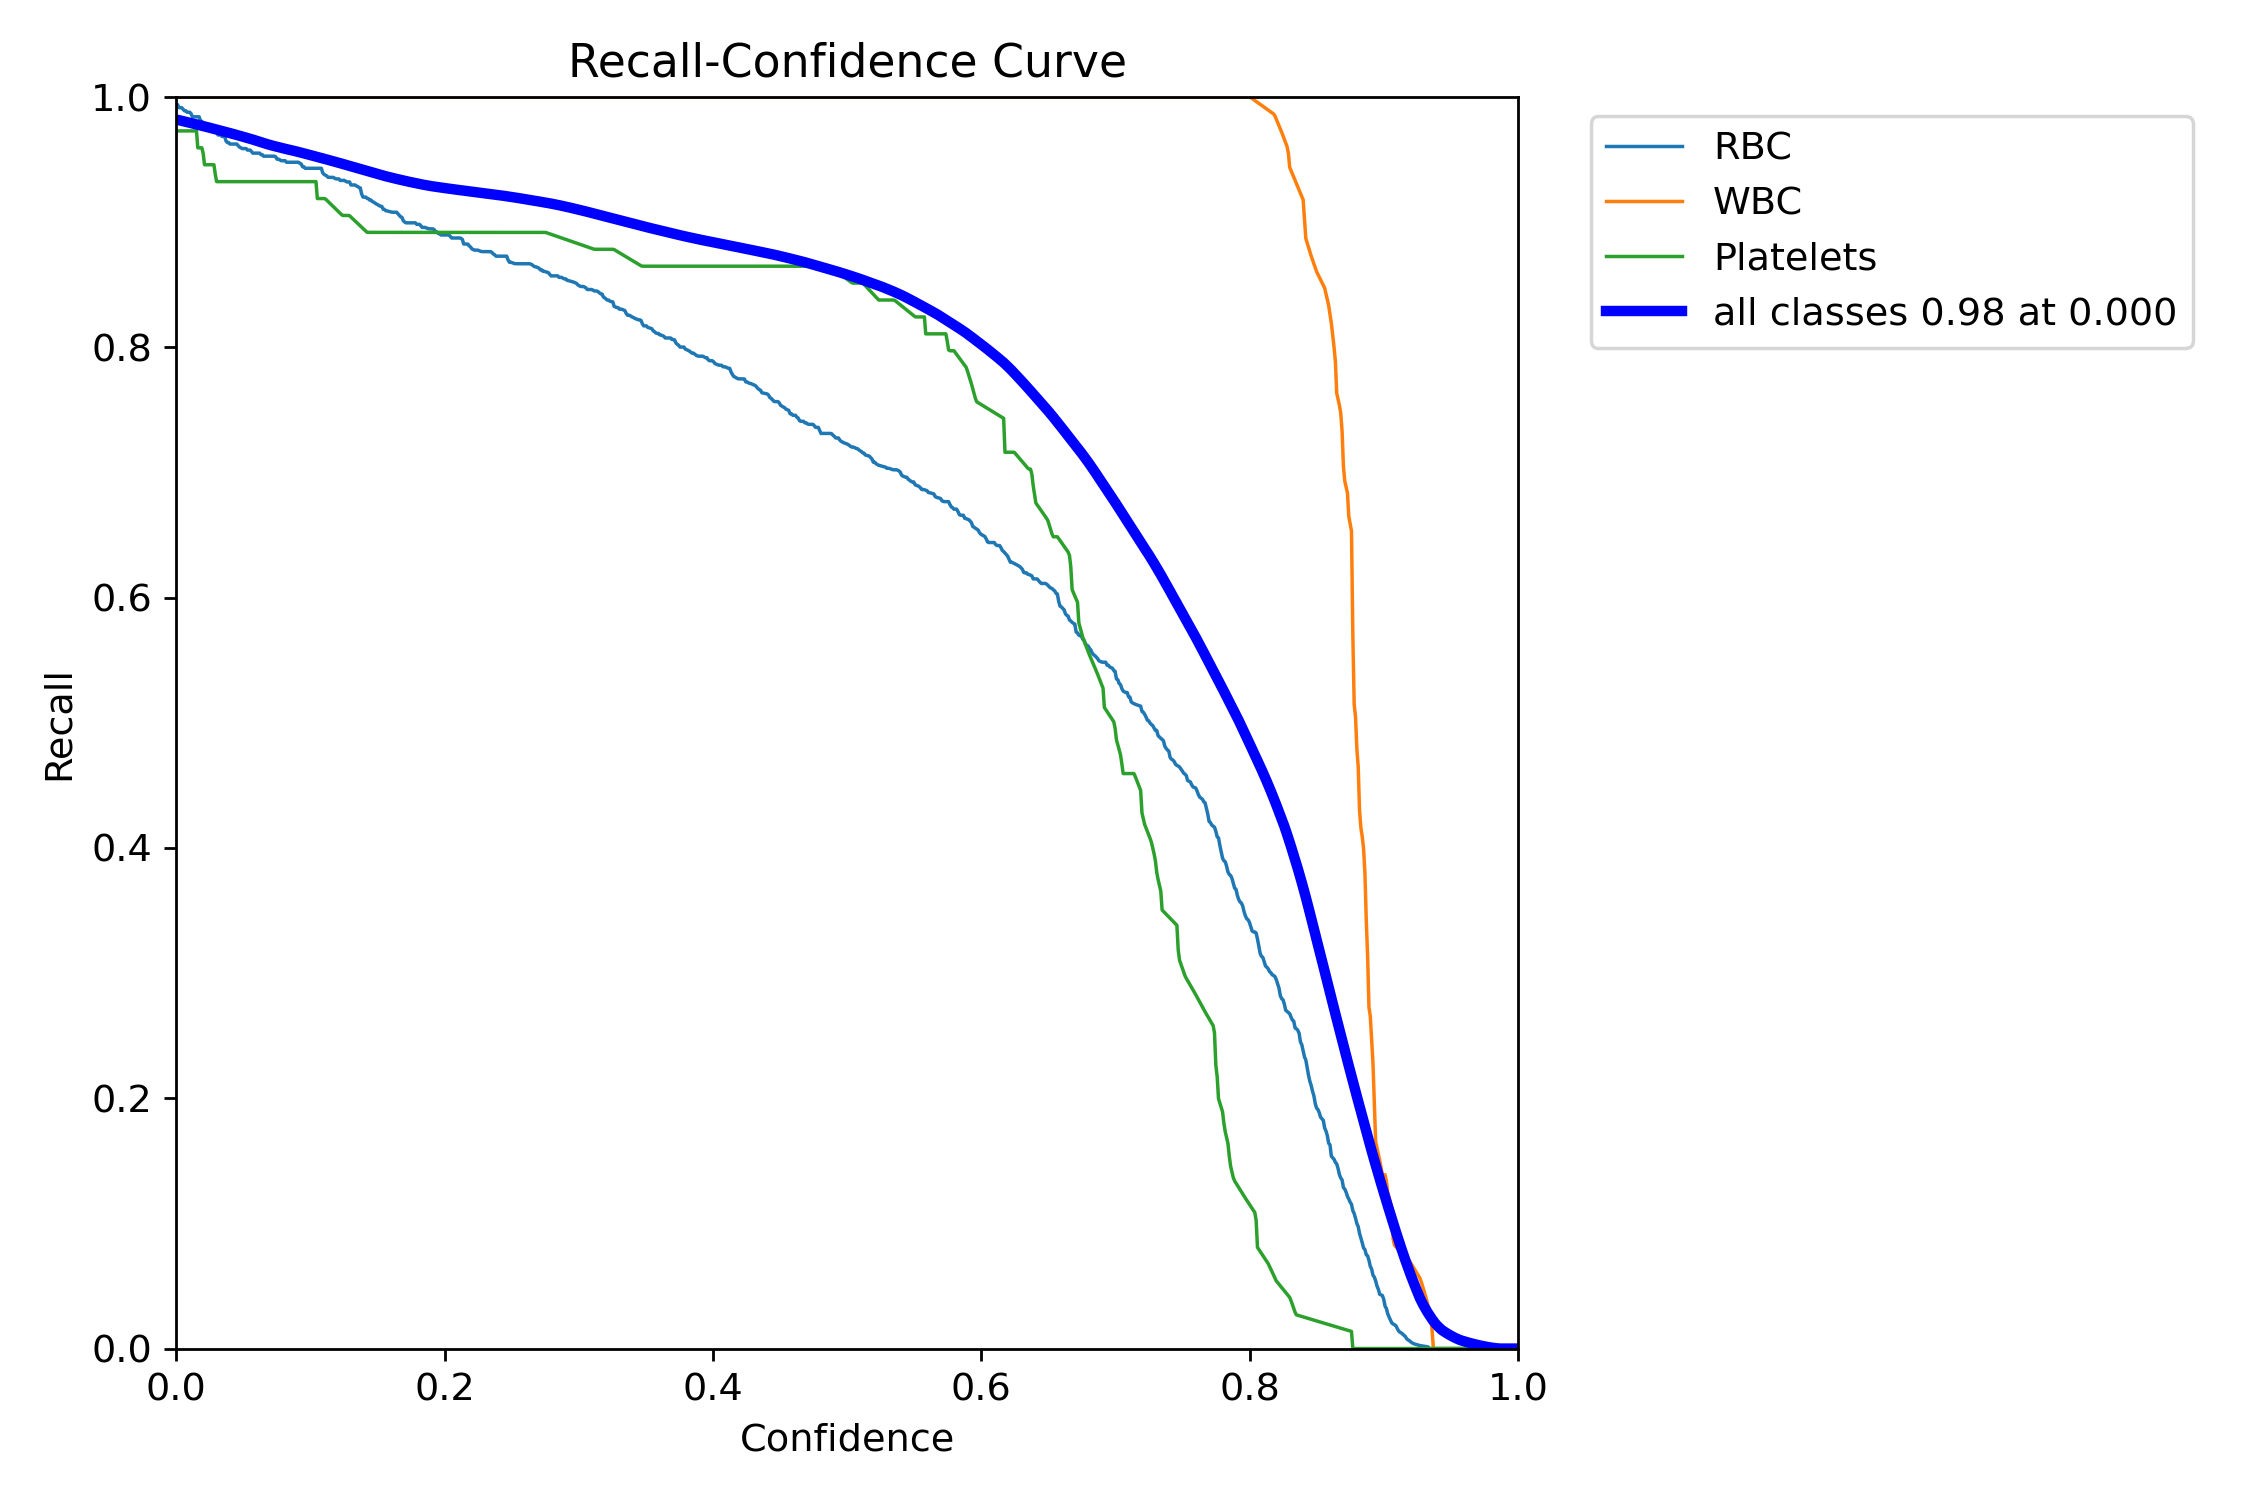 Recall-Confidence Curve
1.0
0.8
0.6
0.4
0.2
0.0
Recall
0.0 0.2 0.4 0.6 0.8 1.0
Confidence
RBC
WBC
Platelets
all classes 0.98 at 0.000